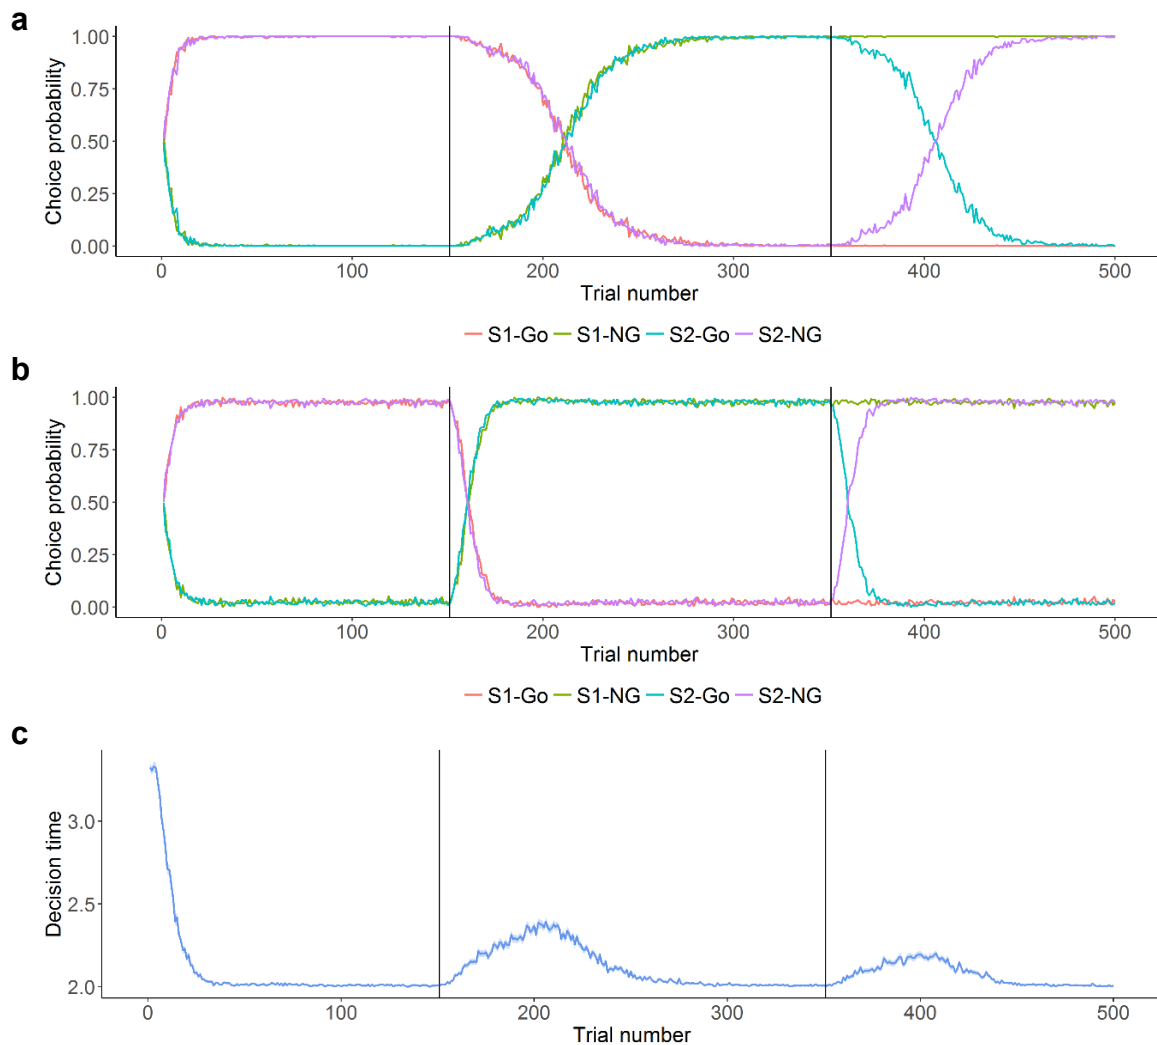 a
Choice probability
1.00
0.75
0.50
0.25
0.00
0 100 200 300 400 500
Trial number
S1-Go S1-NG S2-Go S2-NG
b
Choice probability
1.00
0.75
0.50
0.25
0.00
0 100 200 300 400 500
Trial number
S1-Go S1-NG S2-Go S2-NG
c
Decision time
3.0
2.5
2.0
0 100 200 300 400 500
Trial number